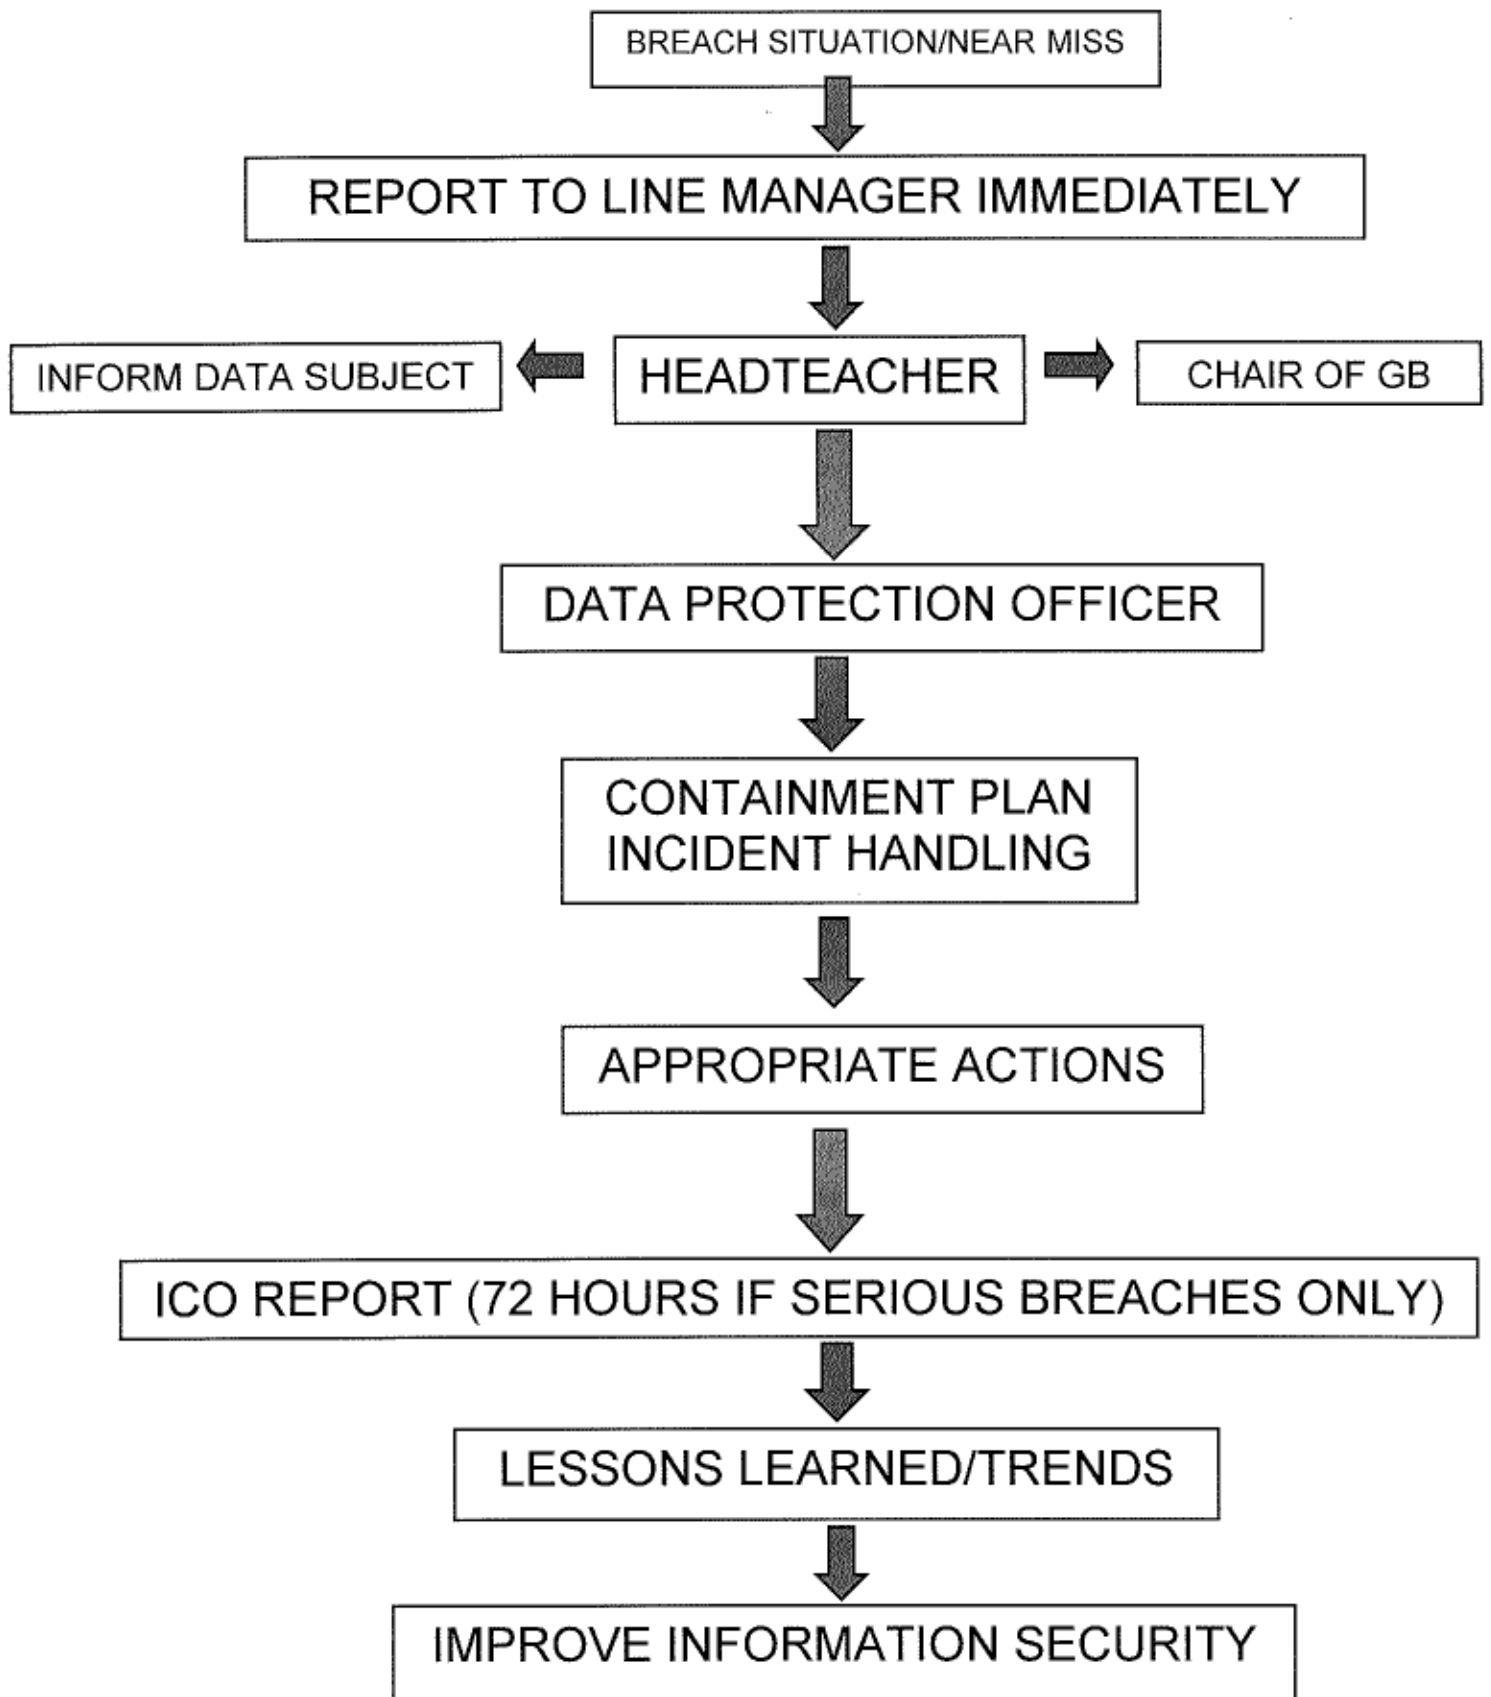 BREACH SITUATION/NEAR MISS
REPORT TO LINE MANAGER IMMEDIATELY
INFORM DATA SUBJECT
HEADTEACHER
CHAIR OF GB
DATA PROTECTION OFFICER
CONTAINMENT PLAN
INCIDENT HANDLING
APPROPRIATE ACTIONS
ICO REPORT (72 HOURS IF SERIOUS BREACHES ONLY)
LESSONS LEARNED/TRENDS
IMPROVE INFORMATION SECURITY